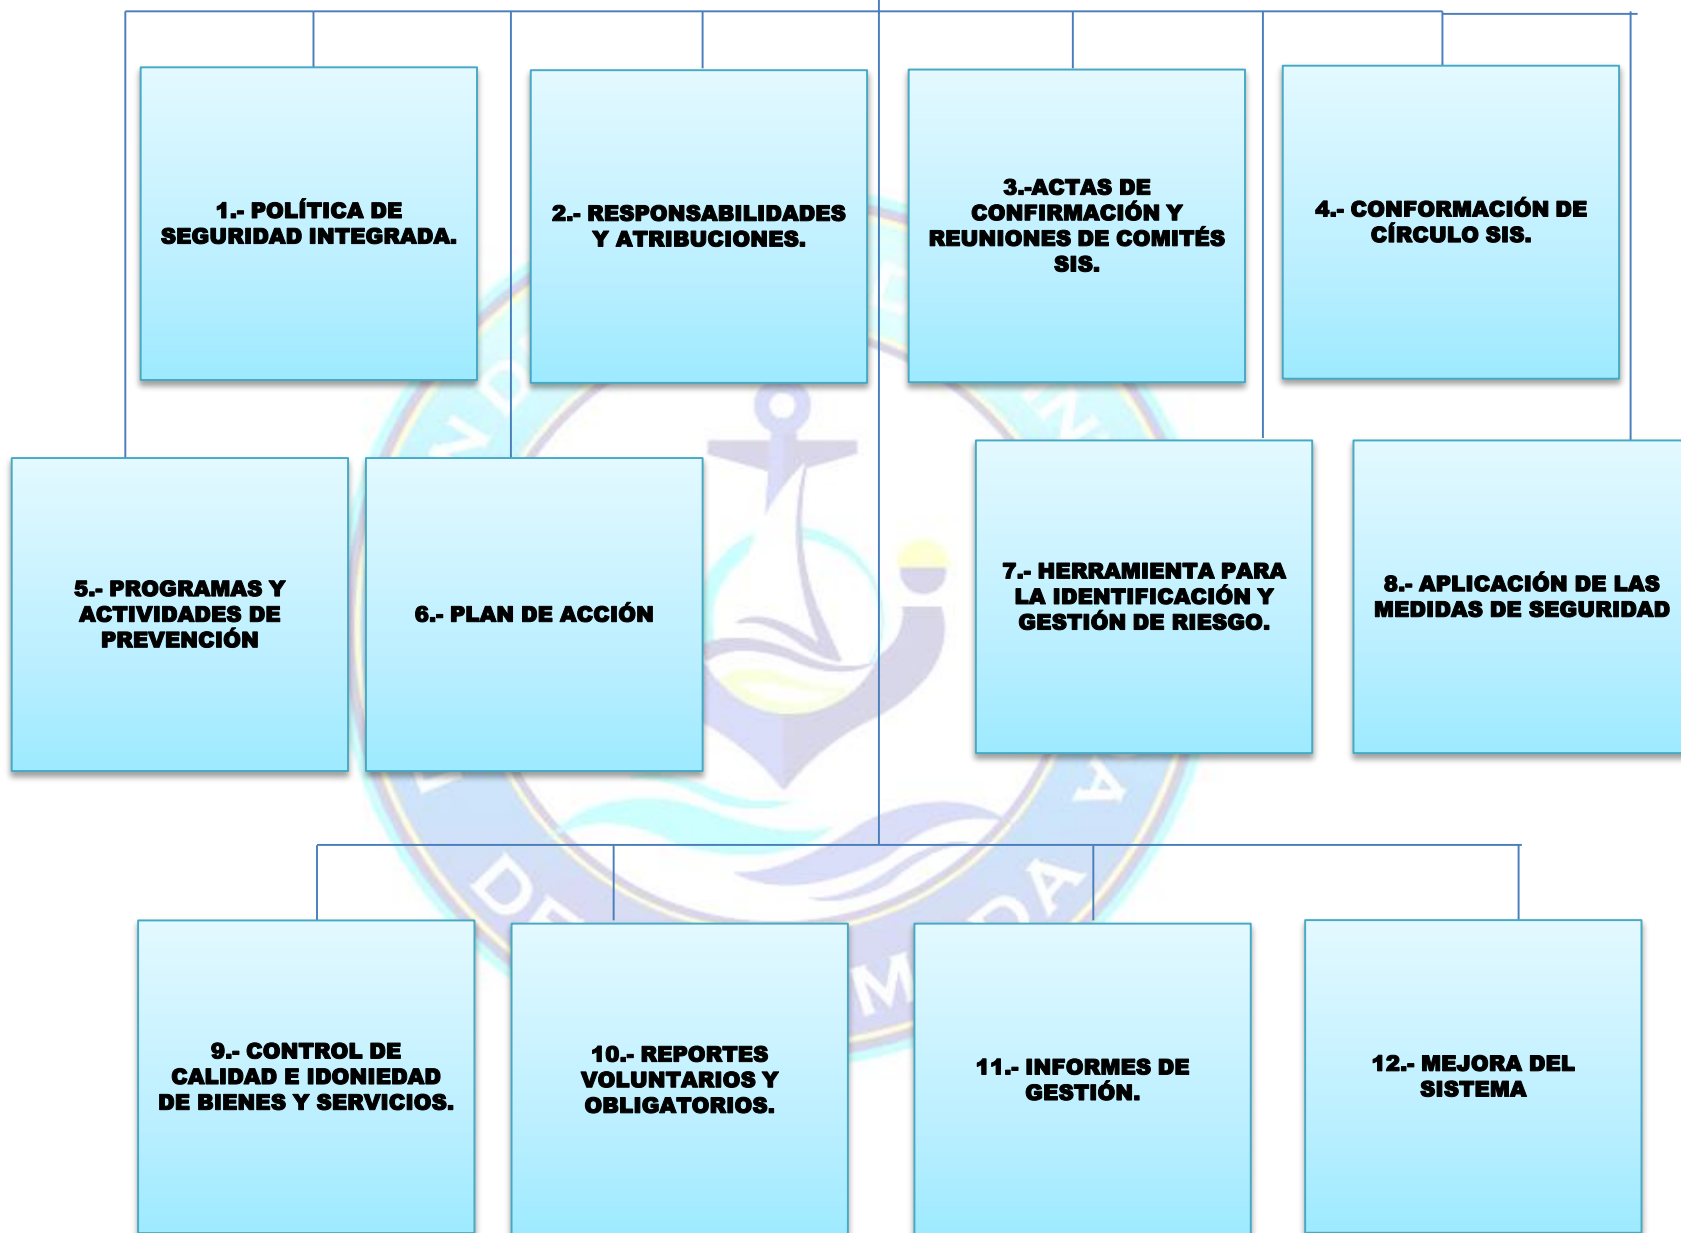 1.- POLÍTICA DE
SEGURIDAD INTEGRADA.
2.- RESPONSABILIDADES
Y ATRIBUCIONES.
3.-ACTAS DE
CONFIRMACIÓN Y
REUNIONES DE COMITÉS
SIS.
4.- CONFORMACIÓN DE
CÍRCULO SIS.
5.- PROGRAMAS Y
ACTIVIDADES DE
PREVENCIÓN
6.- PLAN DE ACCIÓN
7.- HERRAMIENTA PARA
LA IDENTIFICACIÓN Y
GESTIÓN DE RIESGO.
8.- APLICACIÓN DE LAS
MEDIDAS DE SEGURIDAD
9.- CONTROL DE
CALIDAD E IDONIEDAD
DE BIENES Y SERVICIOS.
10.- REPORTES
VOLUNTARIOS Y
OBLIGATORIOS.
11.- INFORMES DE
GESTIÓN.
12.- MEJORA DEL
SISTEMA